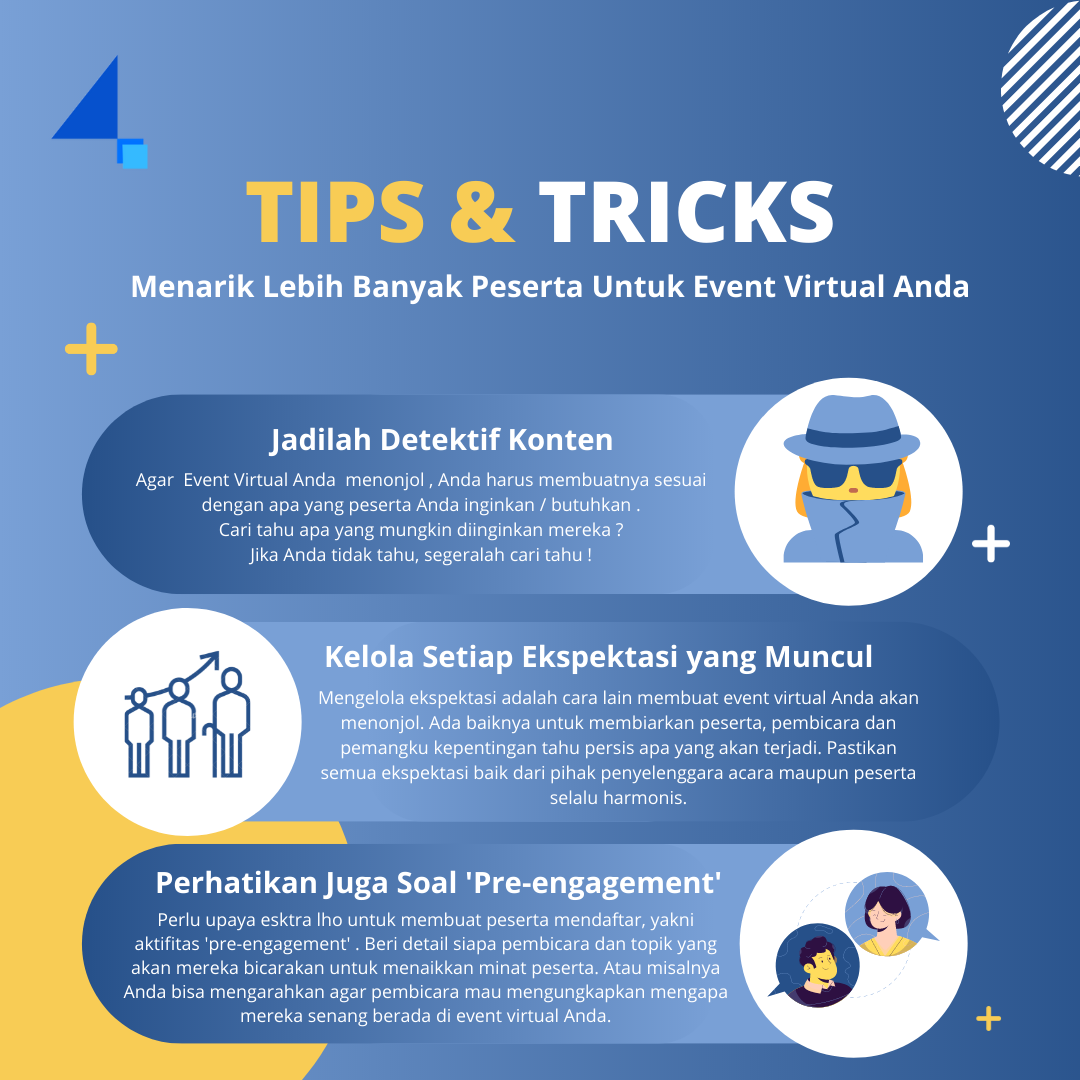 TIPS & TRICKS
Menarik Lebih Banyak Peserta Untuk Event Virtual Anda
Jadilah Detektif Konten
Agar Event Virtual Anda menonjol , Anda harus membuatnya sesuai
dengan apa yang peserta Anda inginkan / butuhkan .
Cari tahu apa yang mungkin diinginkan mereka ?
Jika Anda tidak tahu, segeralah cari tahu !
Kelola Setiap Ekspektasi yang Muncul
Mengelola ekspektasi adalah cara lain membuat event virtual Anda akan
menonjol. Ada baiknya untuk membiarkan peserta, pembicara dan
pemangku kepentingan tahu persis apa yang akan terjadi. Pastikan
semua ekspektasi baik dari pihak penyelenggara acara maupun peserta
selalu harmonis.
Perhatikan Juga Soal 'Pre-engagement'
Perlu upaya esktra lho untuk membuat peserta mendaftar, yakni
aktifitas 'pre-engagement' . Beri detail siapa pembicara dan topik yang
akan mereka bicarakan untuk menaikkan minat peserta. Atau misalnya
Anda bisa mengarahkan agar pembicara mau mengungkapkan mengapa
mereka senang berada di event virtual Anda.